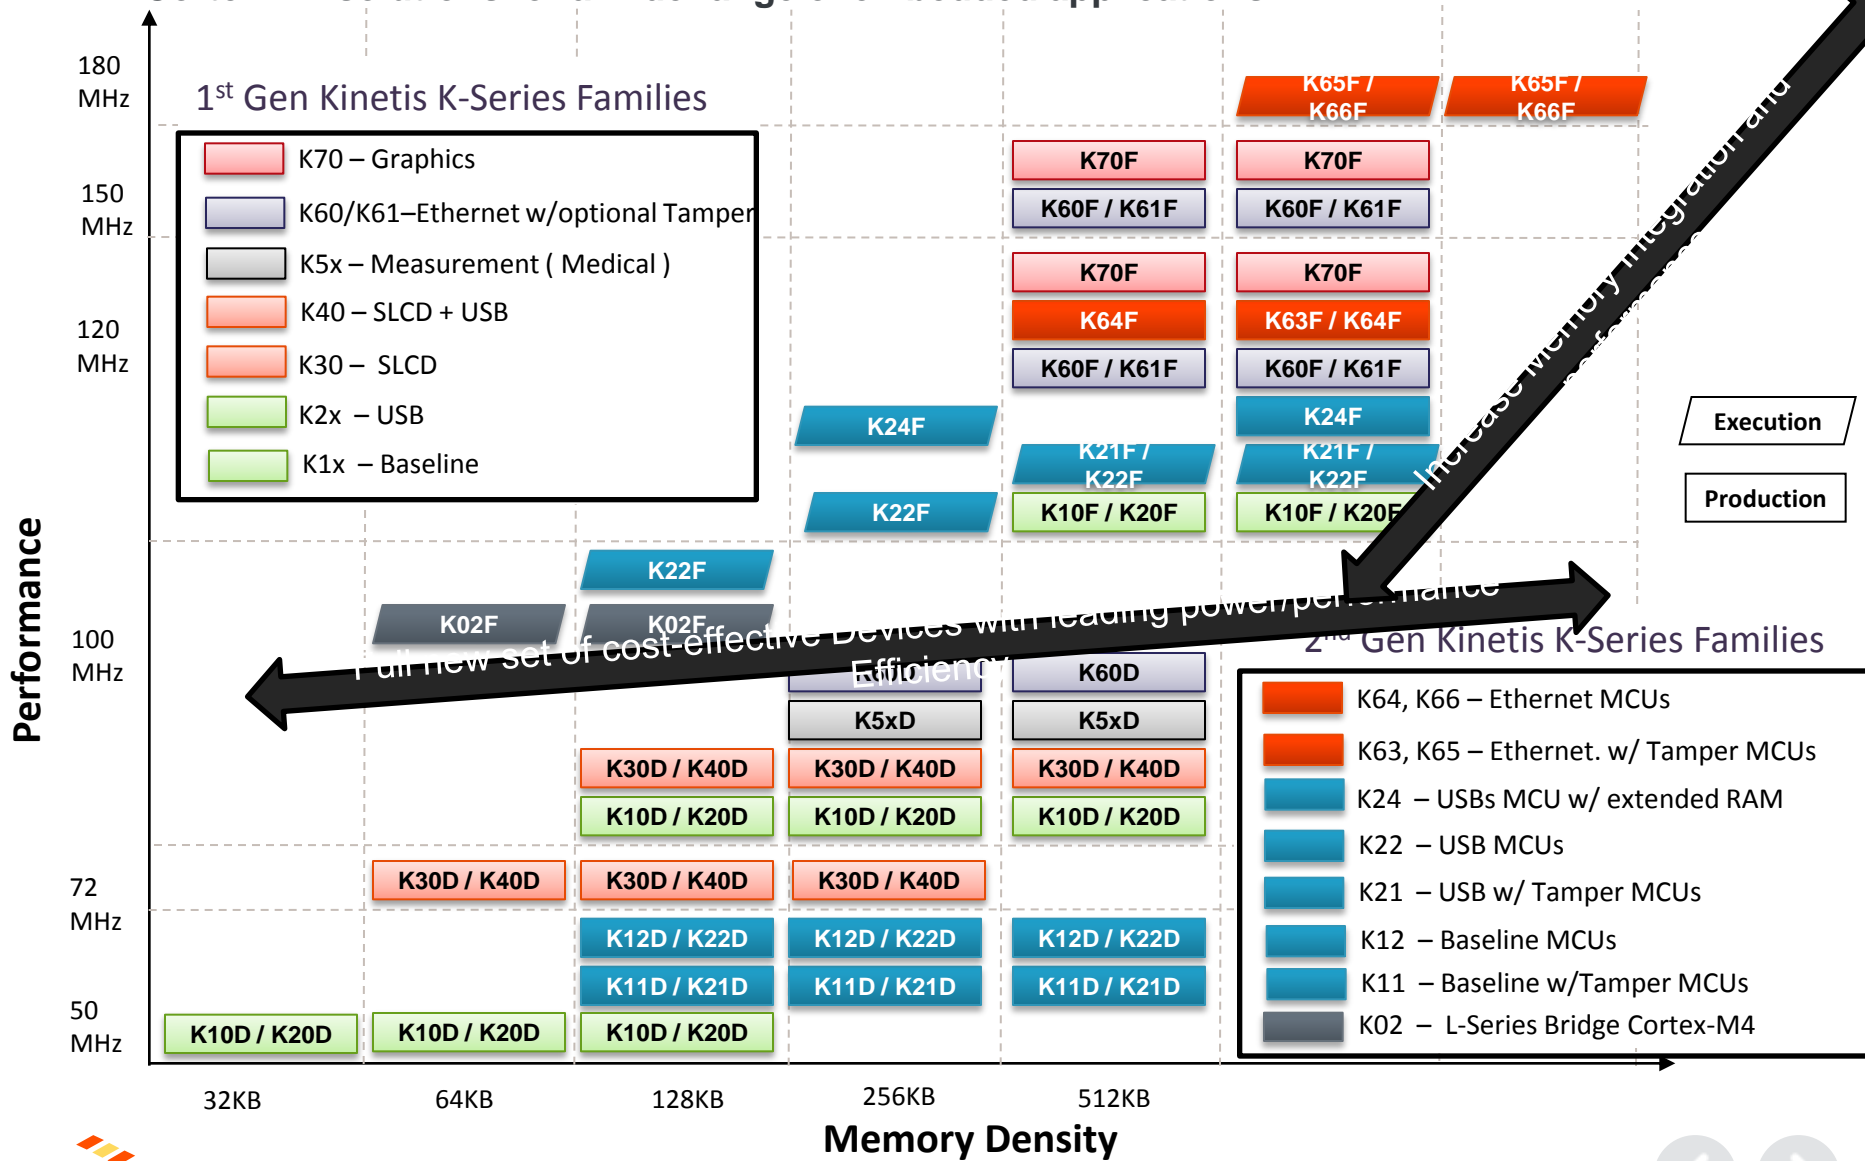 180
MHz
150
MHz
120
MHz
100
MHz
72
MHz
50
MHz
Performance
1st Gen Kinetis K-Series Families
K70 – Graphics
K60/K61–Ethernet w/optional Tamper
K5x – Measurement ( Medical )
K40 – SLCD + USB
K30 – SLCD
K2x – USB
K1x – Baseline
K65F /
K66F
K65F /
K66F
K70F
K70F
K60F / K61F
K60F / K61F
K70F
K70F
K64F
K63F / K64F
K60F / K61F
K60F / K61F
K24F
K24F
K21F /
K22F
K21F /
K22F
K22F
K10F / K20F
K10F / K20F
K22F
K02F
K02F
Increase Memory Integration and
performance
Full new set of cost-effective Devices with leading power/performance
Efficiency
K60D
K60D
K5xD
K5xD
K30D / K40D
K30D / K40D
K30D / K40D
K10D / K20D
K10D / K20D
K10D / K20D
K30D / K40D
K30D / K40D
K30D / K40D
K12D / K22D
K12D / K22D
K12D / K22D
K11D / K21D
K11D / K21D
K11D / K21D
K10D / K20D
K10D / K20D
K10D / K20D
Execution
Production
2nd Gen Kinetis K-Series Families
K64, K66 – Ethernet MCUs
K63, K65 – Ethernet. w/ Tamper MCUs
K24 – USBs MCU w/ extended RAM
K22 – USB MCUs
K21 – USB w/ Tamper MCUs
K12 – Baseline MCUs
K11 – Baseline w/Tamper MCUs
K02 – L-Series Bridge Cortex-M4
32KB
64KB
128KB
256KB
512KB
Memory Density